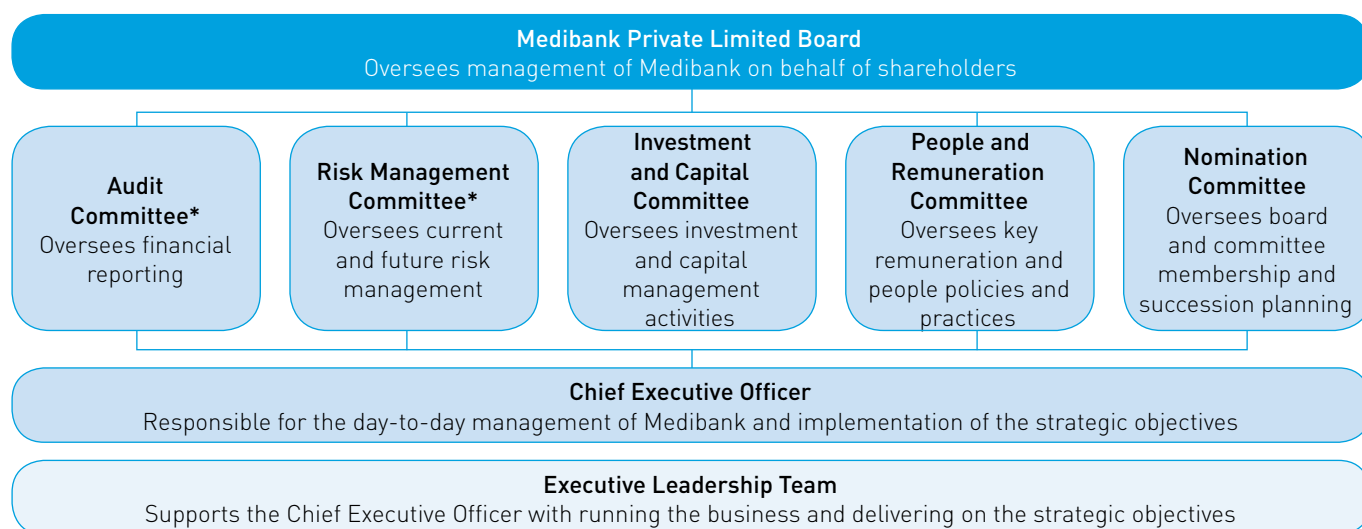 Medibank Private Limited Board
Oversees management of Medibank on behalf of shareholders
Audit
Committee*
Oversees financial
reporting
Risk Management
Committee*
Oversees current
and future risk
management
Investment
and Capital
Committee
Oversees investment
and capital
management
activities
People and
Remuneration
Committee
Oversees key
remuneration and
people policies and
practices
Nomination
Committee
Oversees board
and committee
membership and
succession planning
Chief Executive Officer
Responsible for the day-to-day management of Medibank and implementation of the strategic objectives
Executive Leadership Team
Supports the Chief Executive Officer with running the business and delivering on the strategic objectives